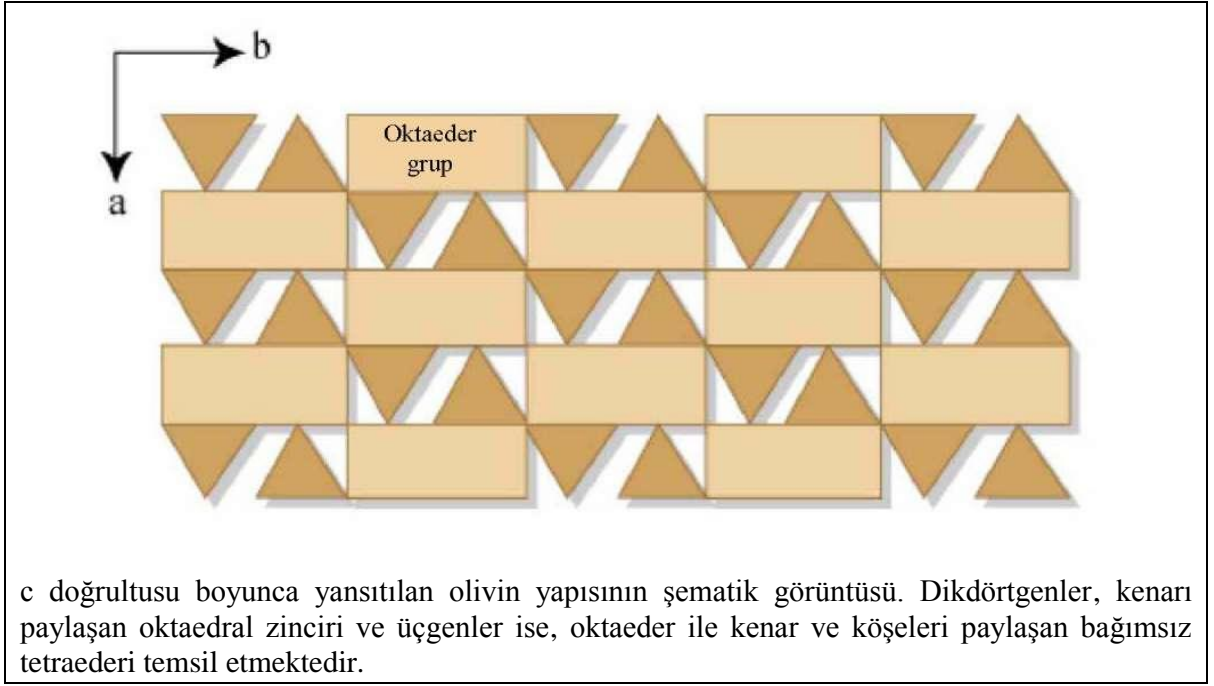 b
Oktaeder
grup
a
c doğrultusu boyunca yansıtılan olivin yapısının şematik görüntüsü. Dikdörtgenler, kenarı
paylaşan oktaedral zinciri ve üçgenler ise, oktaeder ile kenar ve köşeleri paylaşan bağımsız
tetraederi temsil etmektedir.